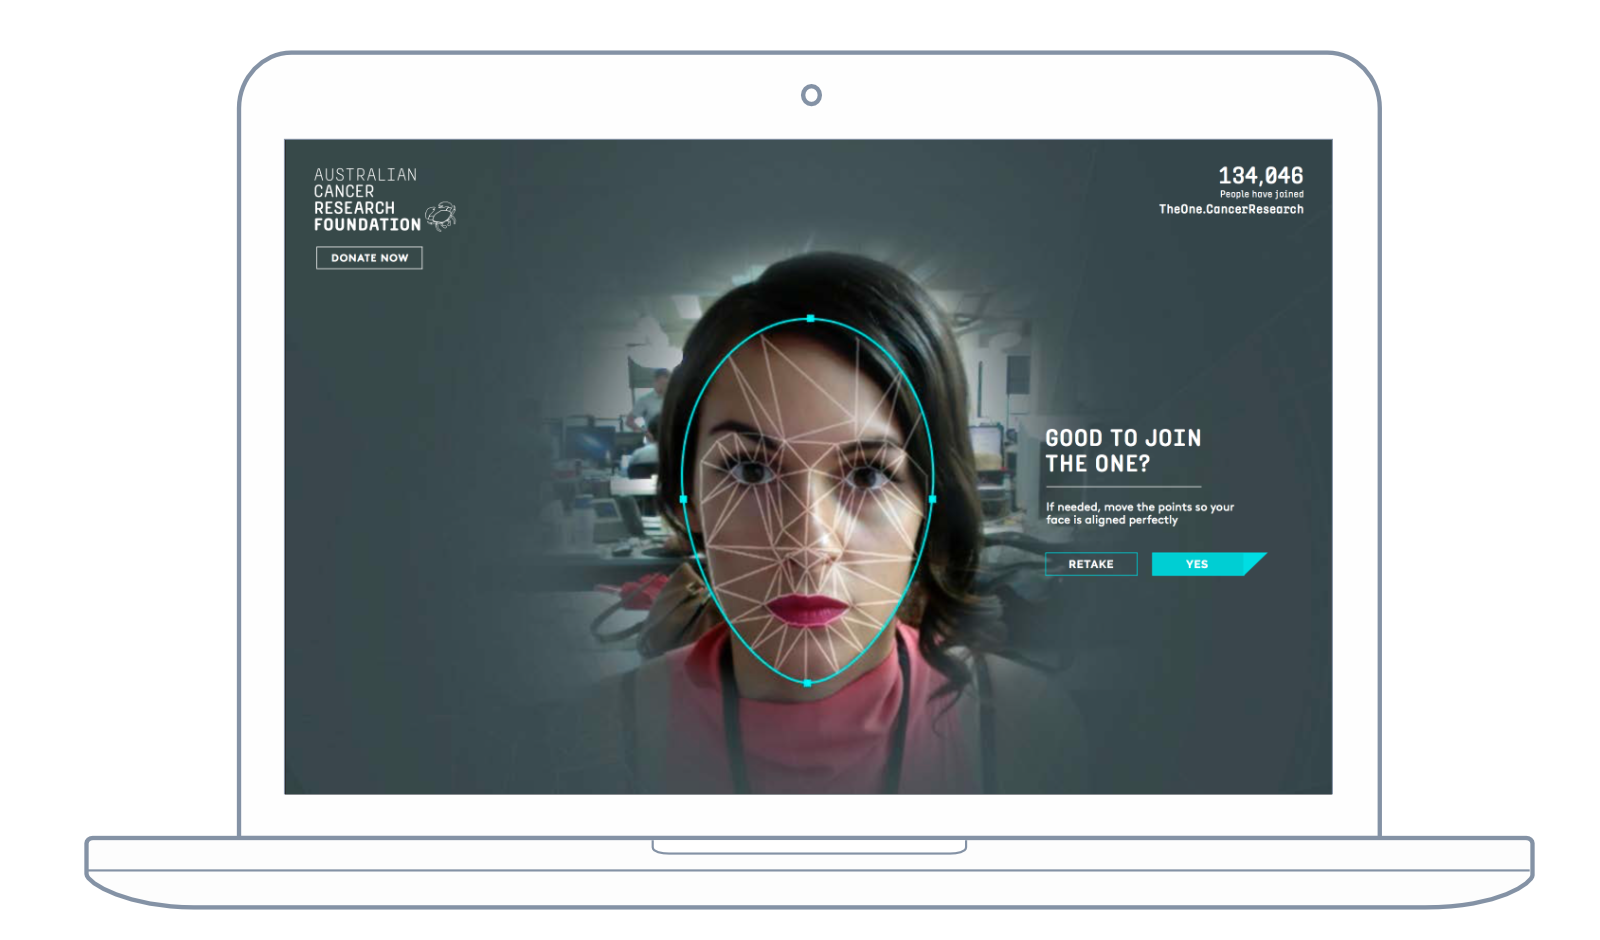 AUSTRALIAN
CANCER
RESEARCH
FOUNDATION
DONATE NOW
134,046
People have joined
TheOne.CancerResearch
GOOD TO JOIN
THE ONE?
If needed, move the points so your
face is aligned perfectly
RETAKE
YES